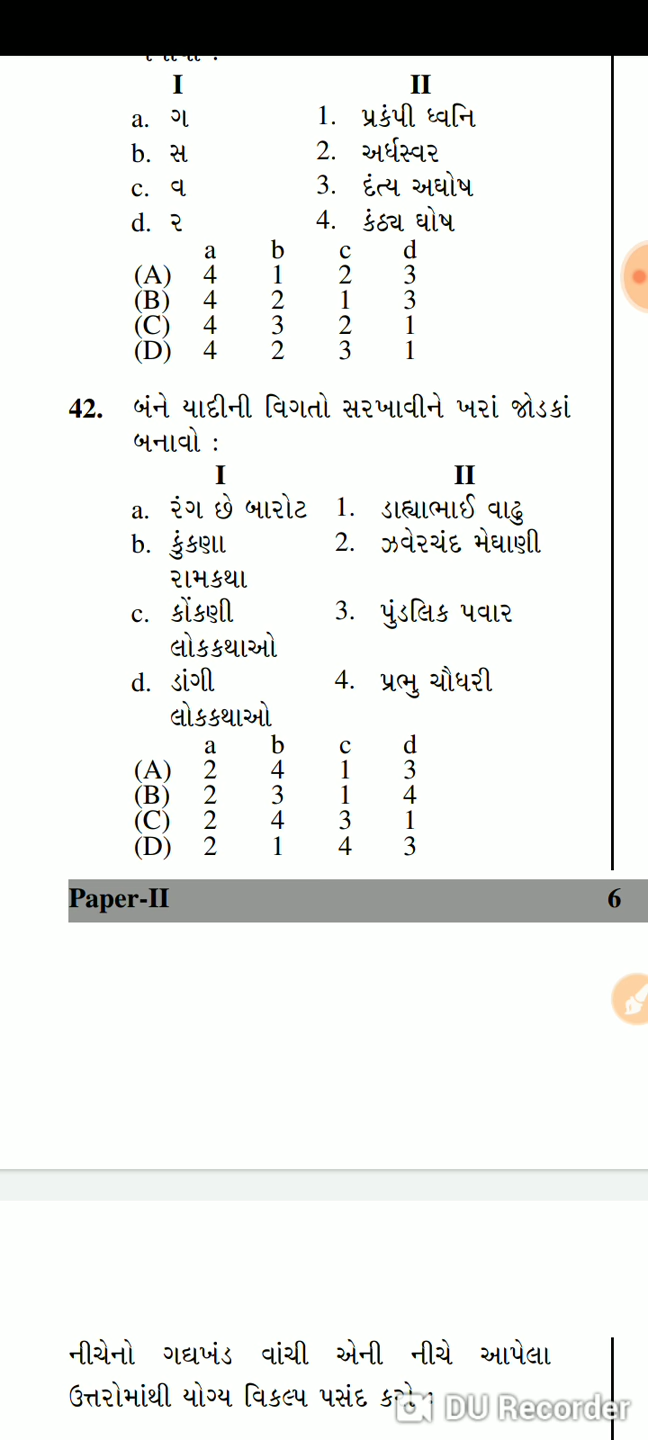 I II
a. ગ 1. પ્રકંપી ધ્વનિ
b. સ 2. અર્ધસ્વર
c. વ 3. દંત્ય અઘોષ
d. ર 4. કંઠ્ય ઘોષ
a b c d
(A) 4 1 2 3
(B) 4 2 1 3
(C) 4 3 2 1
(D) 4 2 3 1
42. બંને યાદીની વિગતો સરખાવીને ખરાં જોડકાં
બનાવો :
I II
a. રંગ છે બારોટ 1. ડાહ્યાભાઈ વાઢુ
b. કુંકણા 2. ઝવેરચંદ મેઘાણી
રામકથા
c. કોંકણી 3. પુંડલિક પવાર
લોકકથાઓ
d. ડાંગી 4. પ્રભુ ચૌધરી
લોકકથાઓ
a b c d
(A) 2 4 1 3
(B) 2 3 1 4
(C) 2 4 3 1
(D) 2 1 4 3
Paper-II 6
નીચેનો ગદ્યખંડ વાંચી એની નીચે આપેલા
ઉત્તરોમાંથી યોગ્ય વિકલ્પ પસંદ
DU Recorder